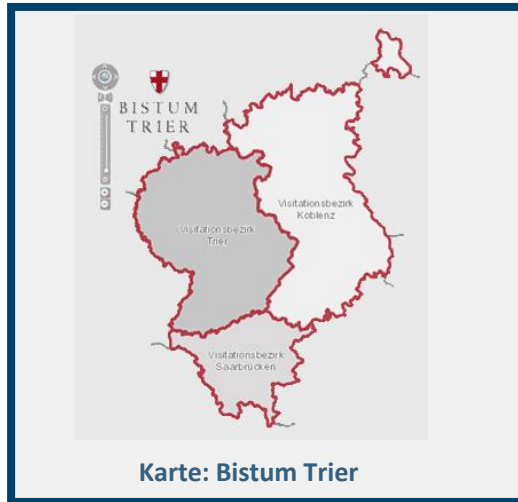 BISTUM
TRIER
Visitationsbezirk
Koblenz
Visitationsbezirk
Trier
Visitationsbezirk
Saarbrücken
Karte: Bistum Trier